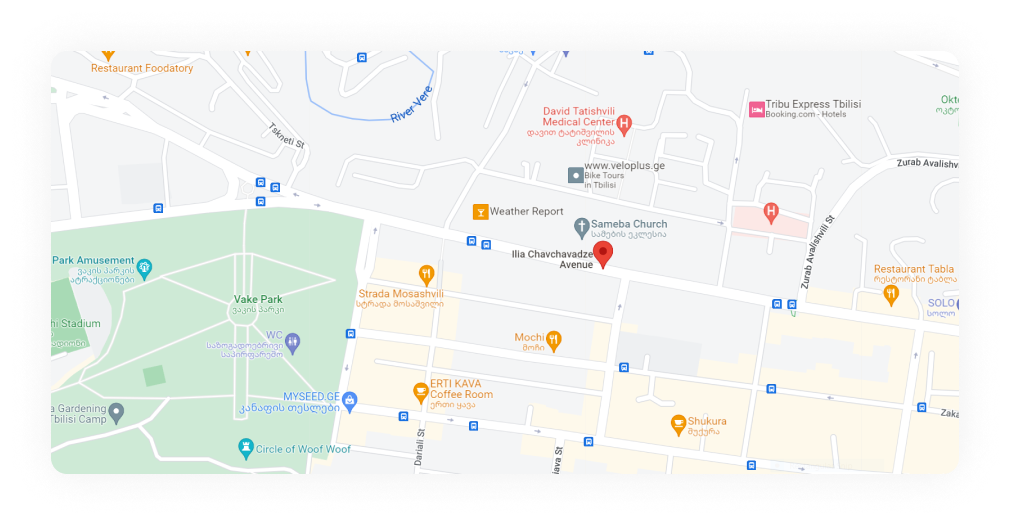 Restaurant Foodatory
River Vere
Tskneti St
David Tatishvili
Medical Center
დავით ტატიშვილის
კლინიკა
Tribu Express Tbilisi
Booking.com - Hotels
www.veloplus.ge
Bike Tours
in Tbilisi
Zurab Avalishvi
Weather Report
Sameba Church
სამების ეკლესია
Ilia Chavchavadze
Avenue
Zurab Avalishvili St
Park Amusement
ვაკის პარკის
ატრაქციონები
Restaurant Tabla
რესტორანი ტაბლა
Strada Mosashvili
სტრადა მოსაშვილი
Vake Park
ვაკის პარკი
SOLO
სოლო
hi Stadium
WC
საზოგადოებრივი
საპირფარეშო
Mochi
მოჩი
ERTI KAVA
Coffee Room
ერთი ყავა
MYSEED.GE
კანაფის თესლები
a Gardening
Tbilisi Camp
Shukura
შუქურა
Zaka
Circle of Woof Woof
Dariali St
iava St